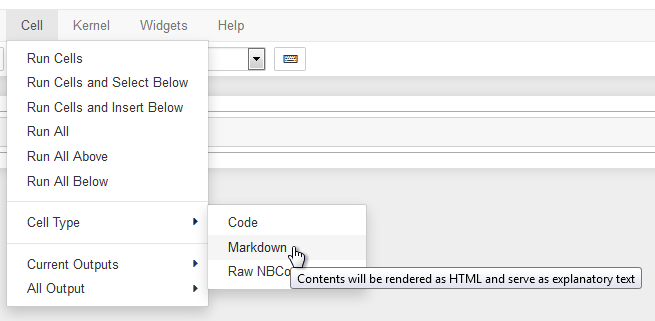 Cell Kernel Widgets Help
Run Cells
Run Cells and Select Below
Run Cells and Insert Below
Run All
Run All Above
Run All Below
Cell Type
Code
Markdown
Current Outputs
Raw NBCo
Contents will be rendered as HTML and serve as explanatory text
All Output